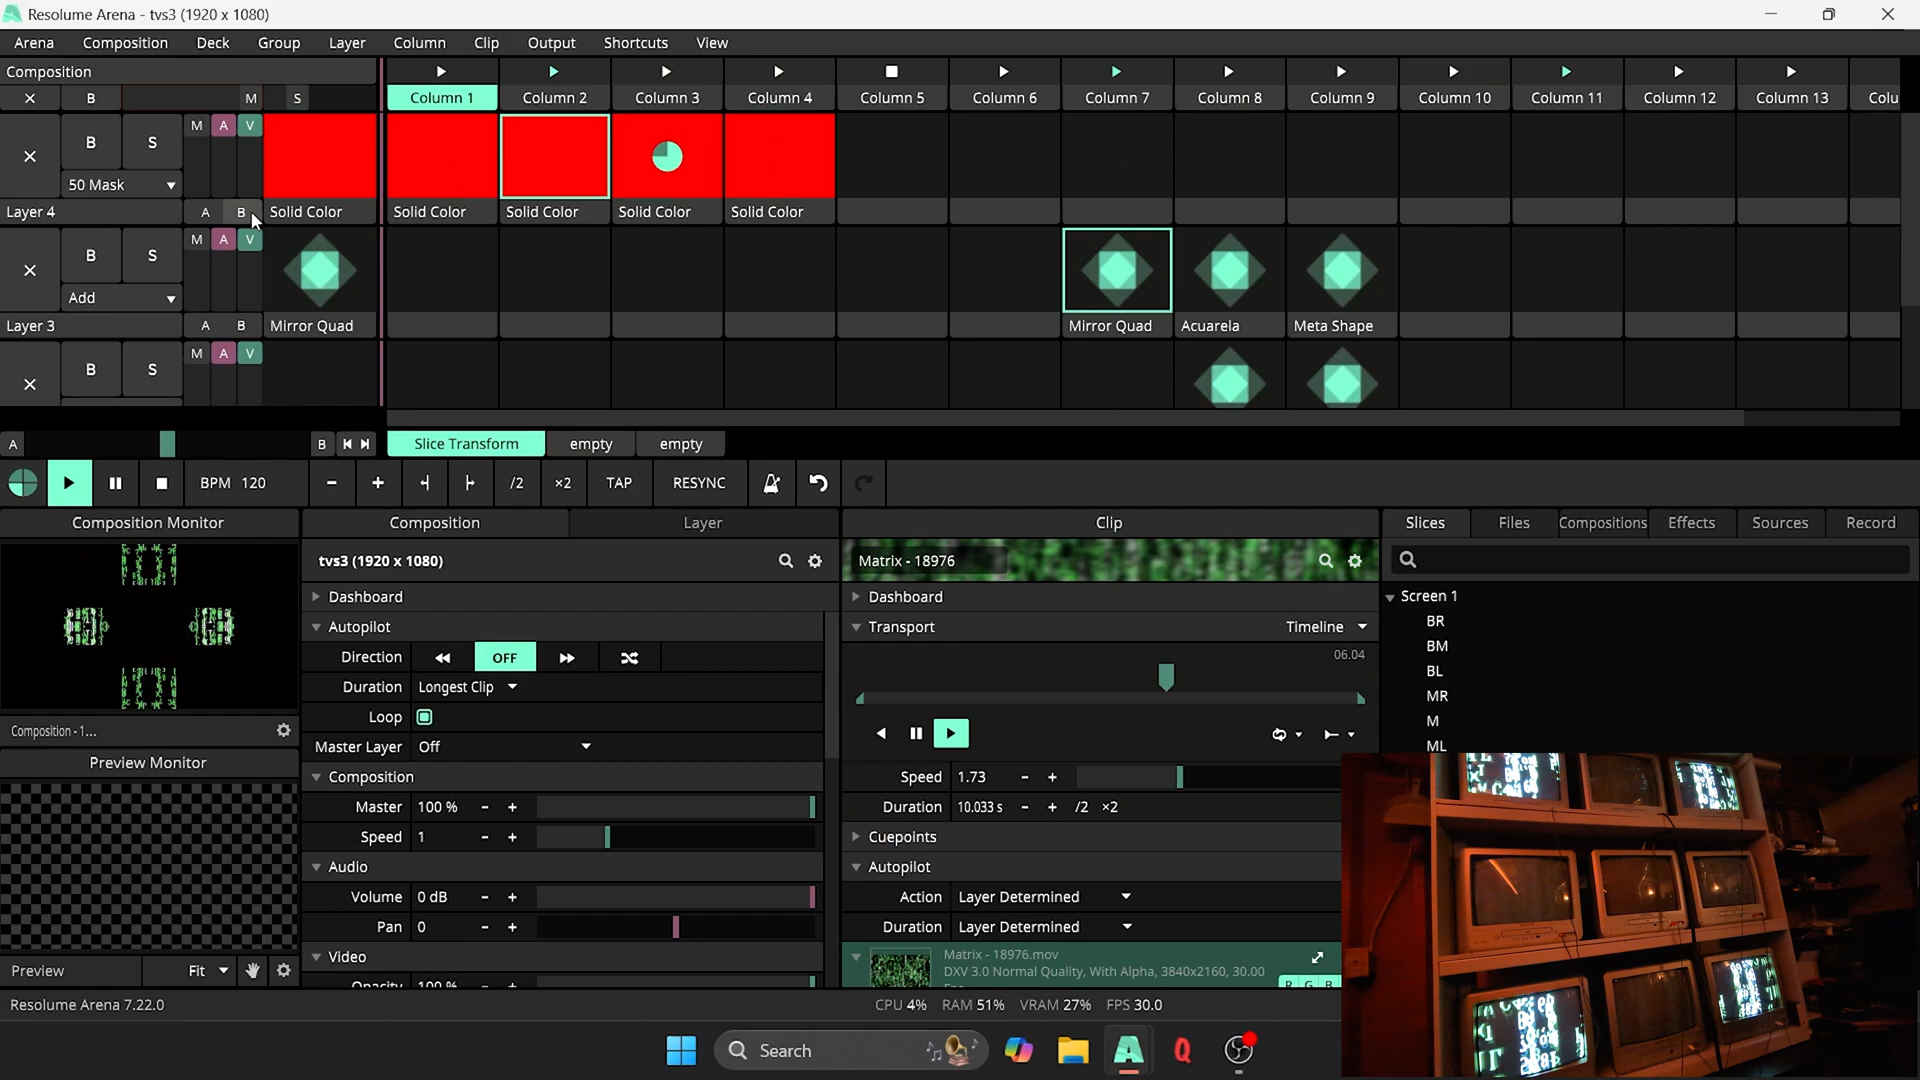 Resolume Arena - tvs3 (1920 x 1080)
Arena Composition Deck Group Layer Column Clip Output Shortcuts View
Composition
X B M S Column 1 Column 2 Column 3 Column 4 Column 5 Column 6 Column 7 Column 8 Column 9 Column 10 Column 11 Column 12 Column 13 Colu
B S M A V
50 Mask
Layer 4 A B Solid Color Solid Color Solid Color Solid Color Solid Color
B S M A V
Add
Layer 3 A B Mirror Quad Mirror Quad Acuarela Meta Shape
B S M A V
A B Slice Transform empty empty
BPM 120 - + /2 ×2 TAP RESYNC
Composition Monitor Composition Layer Clip Slices Files Compositions Effects Sources Record
tvs3 (1920 x 1080) Matrix - 18976
Dashboard Dashboard Screen 1
Autopilot Transport Timeline BR
Direction OFF 06.04 BM
Duration Longest Clip BL
Loop MR
M
Composition - 1...
Master Layer Off ML
Preview Monitor
Composition Speed 1.73 - +
Master 100 % - + Duration 10.033 s - + /2 ×2
Speed 1 - + Cuepoints
Audio Autopilot
Volume 0 dB - + Action Layer Determined
Pan 0 - + Duration Layer Determined
Video Matrix - 18976.mov
Preview Fit DXV 3.0 Normal Quality, With Alpha, 3840x2160, 30.00
Opacity 100 % - + Fps R G B
Resolume Arena 7.22.0 CPU 4% RAM 51% VRAM 27% FPS 30.0
Search